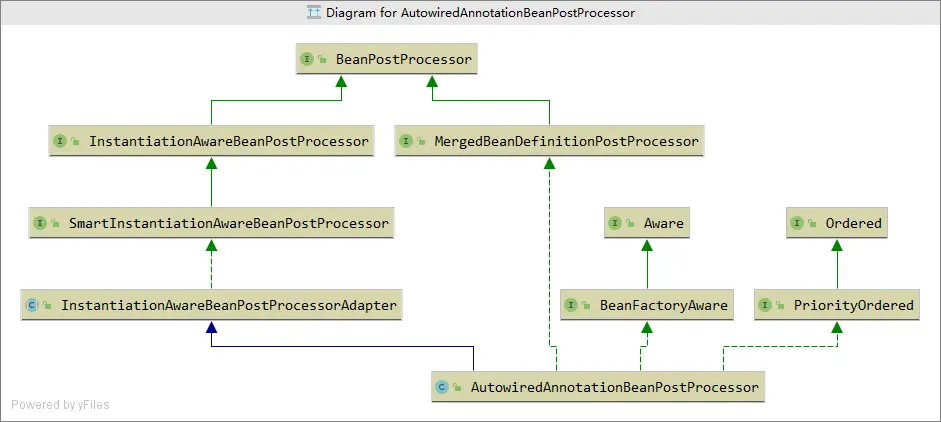 Diagram for AutowiredAnnotationBeanPostProcessor
I BeanPostProcessor
I InstantiationAwareBeanPostProcessor
I MergedBeanDefinitionPostProcessor
I SmartInstantiationAwareBeanPostProcessor
I Aware
I Ordered
C InstantiationAwareBeanPostProcessorAdapter
I BeanFactoryAware
I PriorityOrdered
C AutowiredAnnotationBeanPostProcessor
Powered by yFiles